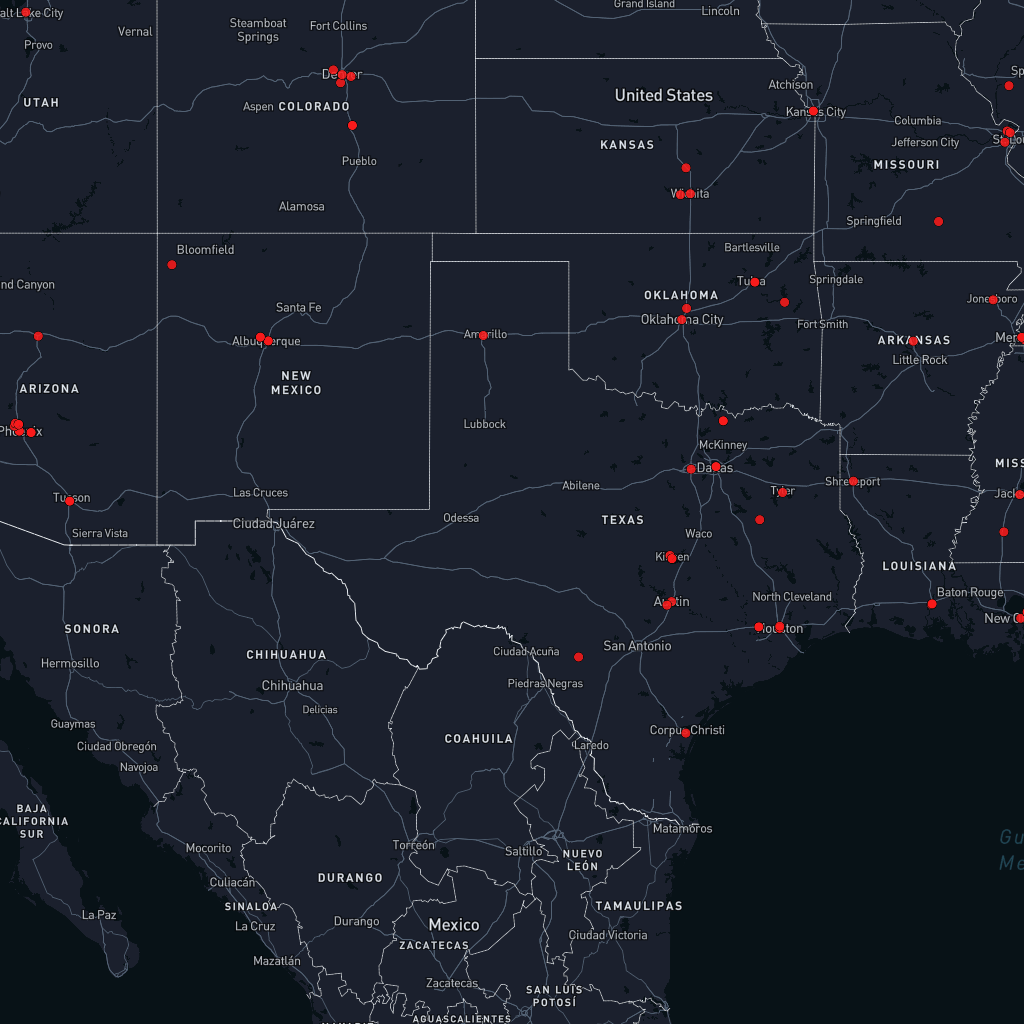 Grand Island
Lincoln
alt Lake City
Steamboat
Springs
Fort Collins
Vernal
Provo
Denver
Atchison
United States
UTAH
Aspen
COLORADO
Kansas City
Columbia
KANSAS
Jefferson City
MISSOURI
Pueblo
Wichita
Alamosa
Springfield
Bloomfield
Bartlesville
nd Canyon
Tulsa
Springdale
OKLAHOMA
Jonesboro
Santa Fe
Oklahoma City
Fort Smith
Amarillo
Albuquerque
ARKANSAS
Little Rock
NEW
MEXICO
ARIZONA
Lubbock
Phoenix
McKinney
Dallas
MISS
Abilene
Shreveport
Tyler
Tucson
Las Cruces
Jack
Odessa
TEXAS
Ciudad Juárez
Sierra Vista
Waco
Killeen
LOUISIANA
Baton Rouge
North Cleveland
Austin
New O
SONORA
Houston
San Antonio
Ciudad Acuña
CHIHUAHUA
Hermosillo
Chihuahua
Piedras Negras
Delicias
Guaymas
Corpus Christi
COAHUILA
Laredo
Ciudad Obregón
Navojoa
BAJA
CALIFORNIA
SUR
Matamoros
Gu
Me
Mocorito
Torreón
Saltillo
NUEVO
LEÓN
DURANGO
Culiacán
SINALOA
TAMAULIPAS
La Paz
La Cruz
Durango
Mexico
Ciudad Victoria
ZACATECAS
Mazatlán
Zacatecas
SAN LUIS
POTOSÍ
AGUASCALIENTES